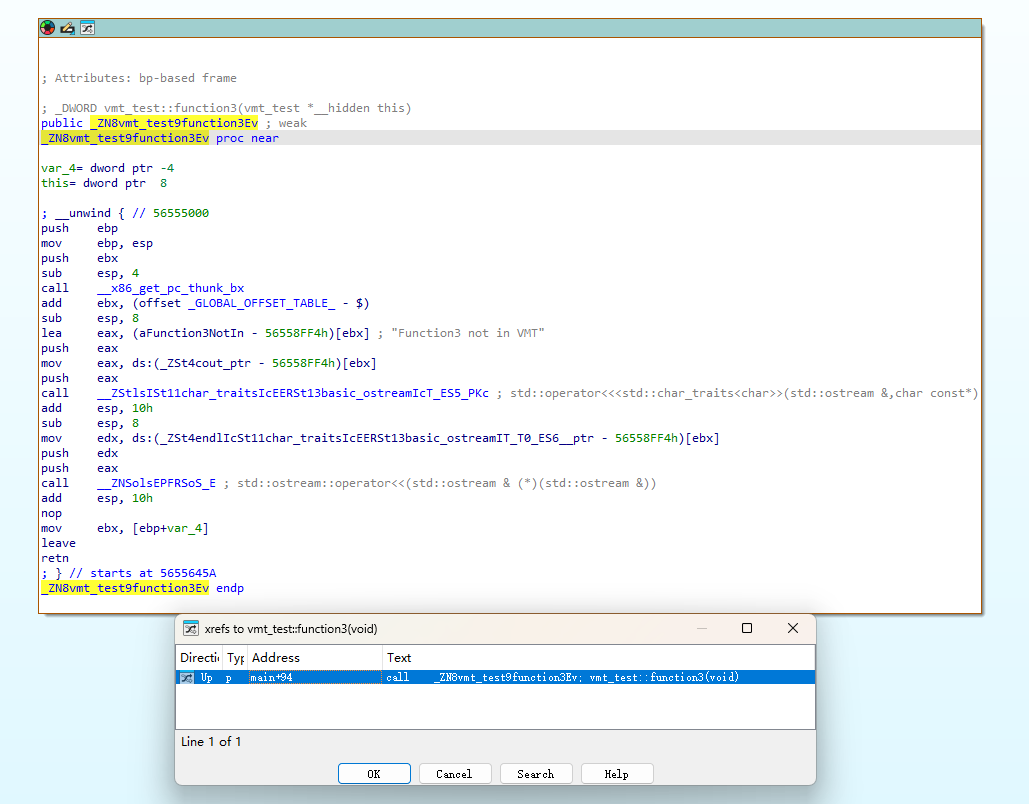 ; Attributes: bp-based frame
; _DWORD vmt_test::function3(vmt_test *__hidden this)
public _ZN8vmt_test9function3Ev ; weak
_ZN8vmt_test9function3Ev proc near
var_4= dword ptr -4
this= dword ptr  8
; __unwind { // 56555000
push    ebp
mov     ebp, esp
push    ebx
sub     esp, 4
call    __x86_get_pc_thunk_bx
add     ebx, (offset _GLOBAL_OFFSET_TABLE_ - $)
sub     esp, 8
lea     eax, (aFunction3NotIn - 56558FF4h)[ebx] ; "Function3 not in VMT"
push    eax
mov     eax, ds:(_ZSt4cout_ptr - 56558FF4h)[ebx]
push    eax
call    __ZStlsISt11char_traitsIcEERSt13basic_ostreamIcT_ES5_PKc ; std::operator<<<std::char_traits<char>>(std::ostream &,char const*)
add     esp, 10h
sub     esp, 8
mov     edx, ds:(_ZSt4endlIcSt11char_traitsIcEERSt13basic_ostreamIT_T0_ES6__ptr - 56558FF4h)[ebx]
push    edx
push    eax
call    __ZNSolsEPFRSoS_E ; std::ostream::operator<<(std::ostream & (*)(std::ostream &))
add     esp, 10h
nop
mov     ebx, [ebp+var_4]
leave
retn
; } // starts at 5655645A
_ZN8vmt_test9function3Ev endp
xrefs to vmt_test::function3(void)
Directi Typ Address Text
Up p main+94 call    _ZN8vmt_test9function3Ev; vmt_test::function3(void)
Line 1 of 1
OK Cancel Search Help